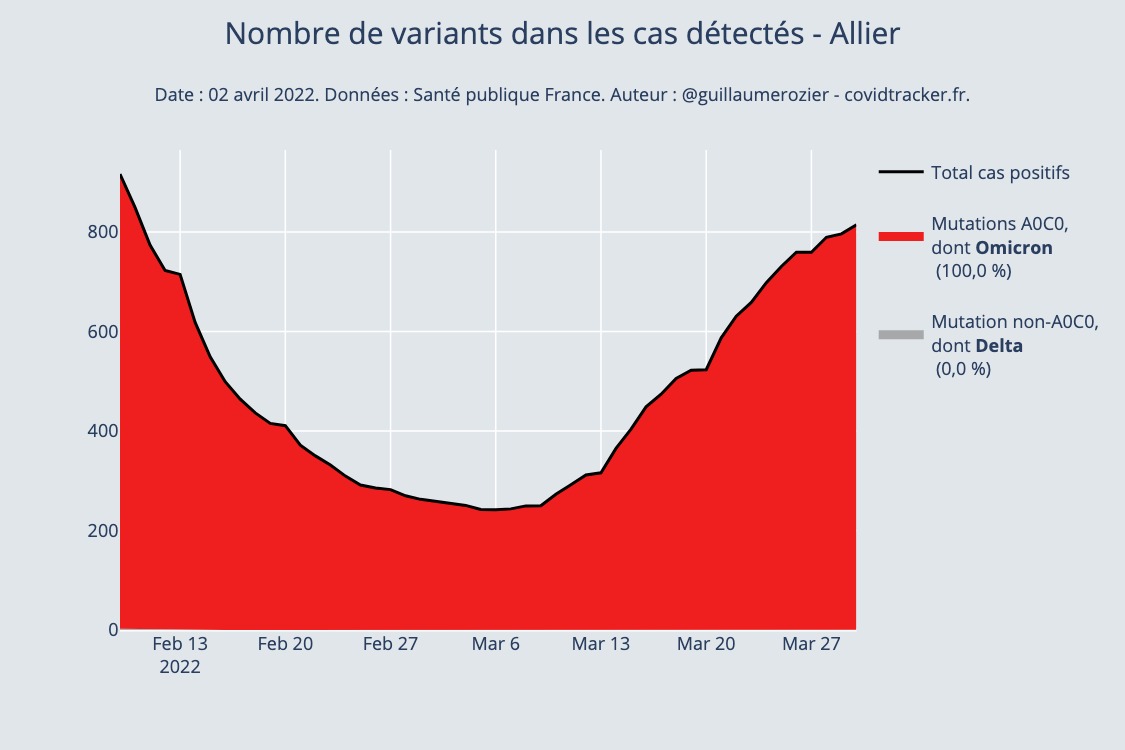 Nombre de variants dans les cas détectés - Allier
Date : 02 avril 2022. Données : Santé publique France. Auteur : @guillaumerozier - covidtracker.fr.
Total cas positifs
Mutations A0C0,
dont Omicron
(100,0 %)
Mutation non-A0C0,
dont Delta
(0,0 %)
800
600
400
200
0
Feb 13
2022
Feb 20
Feb 27
Mar 6
Mar 13
Mar 20
Mar 27